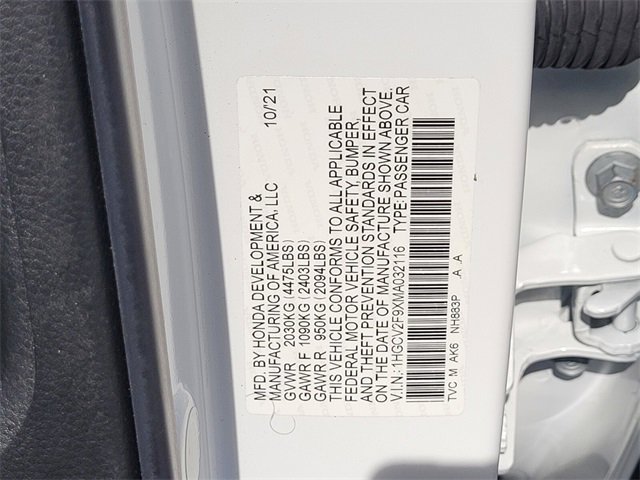 MFD. BY HONDA DEVELOPMENT & 10/21
MANUFACTURING OF AMERICA, LLC
GVWR 2030KG (4475LBS)
GAWR F 1090KG (2403LBS)
GAWR R 950KG (2094LBS)
THIS VEHICLE CONFORMS TO ALL APPLICABLE
FEDERAL MOTOR VEHICLE SAFETY, BUMPER,
AND THEFT PREVENTION STANDARDS IN EFFECT
ON THE DATE OF MANUFACTURE SHOWN ABOVE.
V.I.N.: 1HGCV2F9XMA032116 TYPE: PASSENGER CAR
TVC M AK6 NH883P A A